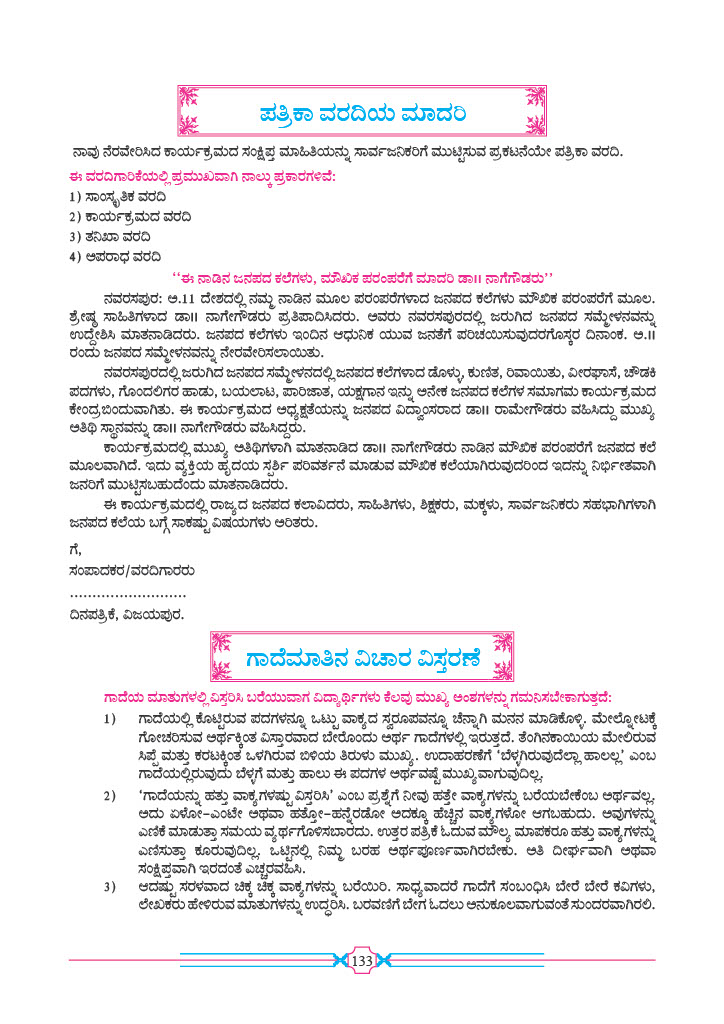 ಪತ್ರಿಕಾ ವರದಿಯ ಮಾದರಿ
ನಾವು ನೆರವೇರಿಸಿದ ಕಾರ್ಯಕ್ರಮದ ಸಂಕ್ಷಿಪ್ತ ಮಾಹಿತಿಯನ್ನು ಸಾರ್ವಜನಿಕರಿಗೆ ಮುಟ್ಟಿಸುವ ಪ್ರಕಟನೆಯೇ ಪತ್ರಿಕಾ ವರದಿ.
ಈ ವರದಿಗಾರಿಕೆಯಲ್ಲಿ ಪ್ರಮುಖವಾಗಿ ನಾಲ್ಕು ಪ್ರಕಾರಗಳಿವೆ:
1) ಸಾಂಸ್ಕೃತಿಕ ವರದಿ
2) ಕಾರ್ಯಕ್ರಮದ ವರದಿ
3) ತನಿಖಾ ವರದಿ
4) ಅಪರಾಧ ವರದಿ
‘‘ಈ ನಾಡಿನ ಜನಪದ ಕಲೆಗಳು, ಮೌಖಿಕ ಪರಂಪರೆಗೆ ಮಾದರಿ ಡಾ।। ನಾಗೆಗೌಡರು’’
ನವರಸಪುರ: ಅ.11 ದೇಶದಲ್ಲಿ ನಮ್ಮ ನಾಡಿನ ಮೂಲ ಪರಂಪರೆಗಳಾದ ಜನಪದ ಕಲೆಗಳು ಮೌಖಿಕ ಪರಂಪರೆಗೆ ಮೂಲ.
ಶ್ರೇಷ್ಠ ಸಾಹಿತಿಗಳಾದ ಡಾ।। ನಾಗೇಗೌಡರು ಪ್ರತಿಪಾದಿಸಿದರು. ಅವರು ನವರಸಪುರದಲ್ಲಿ ಜರುಗಿದ ಜನಪದ ಸಮ್ಮೇಳನವನ್ನು
ಉದ್ದೇಶಿಸಿ ಮಾತನಾಡಿದರು. ಜನಪದ ಕಲೆಗಳು ಇಂದಿನ ಆಧುನಿಕ ಯುವ ಜನತೆಗೆ ಪರಿಚಯಿಸುವುದರಗೊಸ್ಕರ ದಿನಾಂಕ. ಅ.।।
ರಂದು ಜನಪದ ಸಮ್ಮೇಳನವನ್ನು ನೇರವೇರಿಸಲಾಯಿತು.
ನವರಸಪುರದಲ್ಲಿ ಜರುಗಿದ ಜನಪದ ಸಮ್ಮೇಳನದಲ್ಲಿ ಜನಪದ ಕಲೆಗಳಾದ ಡೊಳ್ಳು, ಕುಣಿತ, ರಿವಾಯಿತು, ವೀರಘಾಸೆ, ಚೌಡಕಿ
ಪದಗಳು, ಗೊಂದಲಿಗರ ಹಾಡು, ಬಯಲಾಟ, ಪಾರಿಜಾತ, ಯಕ್ಷಗಾನ ಇನ್ನು ಅನೇಕ ಜನಪದ ಕಲೆಗಳ ಸಮಾಗಮ ಕಾರ್ಯಕ್ರಮದ
ಕೇಂದ್ರಬಿಂದುವಾಗಿತು. ಈ ಕಾರ್ಯಕ್ರಮದ ಅಧ್ಯಕ್ಷತೆಯನ್ನು ಜನಪದ ವಿದ್ವಾಂಸರಾದ ಡಾ।। ರಾಮೇಗೌಡರು ವಹಿಸಿದ್ದು ಮುಖ್ಯ
ಅತಿಥಿ ಸ್ಥಾನವನ್ನು ಡಾ।। ನಾಗೇಗೌಡರು ವಹಿಸಿದ್ದರು.
ಕಾರ್ಯಕ್ರಮದಲ್ಲಿ ಮುಖ್ಯ ಅತಿಥಿಗಳಾಗಿ ಮಾತನಾಡಿದ ಡಾ।। ನಾಗೇಗೌಡರು ನಾಡಿನ ಮೌಖಿಕ ಪರಂಪರೆಗೆ ಜನಪದ ಕಲೆ
ಮೂಲವಾಗಿದೆ. ಇದು ವ್ಯಕ್ತಿಯ ಹೃದಯ ಸ್ಪರ್ಶಿ ಪರಿವರ್ತನೆ ಮಾಡುವ ಮೌಖಿಕ ಕಲೆಯಾಗಿರುವುದರಿಂದ ಇದನ್ನು ನಿರ್ಭೀತವಾಗಿ
ಜನರಿಗೆ ಮುಟ್ಟಿಸಬಹುದೆಂದು ಮಾತನಾಡಿದರು.
ಈ ಕಾರ್ಯಕ್ರಮದಲ್ಲಿ ರಾಜ್ಯದ ಜನಪದ ಕಲಾವಿದರು, ಸಾಹಿತಿಗಳು, ಶಿಕ್ಷಕರು, ಮಕ್ಕಳು, ಸಾರ್ವಜನಿಕರು ಸಹಭಾಗಿಗಳಾಗಿ
ಜನಪದ ಕಲೆಯ ಬಗ್ಗೆ ಸಾಕಷ್ಟು ವಿಷಯಗಳು ಅರಿತರು.
ಗೆ,
ಸಂಪಾದಕರ/ವರದಿಗಾರರು
..........................
ದಿನಪತ್ರಿಕೆ, ವಿಜಯಪುರ.
ಗಾದೆಮಾತಿನ ವಿಚಾರ ವಿಸ್ತರಣೆ
ಗಾದೆಯ ಮಾತುಗಳಲ್ಲಿ ವಿಸ್ತರಿಸಿ ಬರೆಯುವಾಗ ವಿದ್ಯಾರ್ಥಿಗಳು ಕೆಲವು ಮುಖ್ಯ ಅಂಶಗಳನ್ನು ಗಮನಿಸಬೇಕಾಗುತ್ತದೆ:
1) ಗಾದೆಯಲ್ಲಿ ಕೊಟ್ಟಿರುವ ಪದಗಳನ್ನೂ ಒಟ್ಟು ವಾಕ್ಯದ ಸ್ವರೂಪವನ್ನೂ ಚೆನ್ನಾಗಿ ಮನನ ಮಾಡಿಕೊಳ್ಳಿ. ಮೇಲ್ನೋಟಕ್ಕೆ
ಗೋಚರಿಸುವ ಅರ್ಥಕ್ಕಿಂತ ವಿಸ್ತಾರವಾದ ಬೇರೊಂದು ಅರ್ಥ ಗಾದೆಗಳಲ್ಲಿ ಇರುತ್ತದೆ. ತೆಂಗಿನಕಾಯಿಯ ಮೇಲಿರುವ
ಸಿಪ್ಪೆ ಮತ್ತು ಕರಟಕ್ಕಿಂತ ಒಳಗಿರುವ ಬಿಳಿಯ ತಿರುಳು ಮುಖ್ಯ. ಉದಾಹರಣೆಗೆ ‘ಬೆಳ್ಳಗಿರುವುದೆಲ್ಲಾ ಹಾಲಲ್ಲ’ ಎಂಬ
ಗಾದೆಯಲ್ಲಿರುವುದು ಬೆಳ್ಳಗೆ ಮತ್ತು ಹಾಲು ಈ ಪದಗಳ ಅರ್ಥವಷ್ಟೆ ಮುಖ್ಯವಾಗುವುದಿಲ್ಲ.
2) ‘ಗಾದೆಯನ್ನು ಹತ್ತು ವಾಕ್ಯಗಳಷ್ಟು ವಿಸ್ತರಿಸಿ’ ಎಂಬ ಪ್ರಶ್ನೆಗೆ ನೀವು ಹತ್ತೇ ವಾಕ್ಯಗಳನ್ನು ಬರೆಯಬೇಕೆಂಬ ಅರ್ಥವಲ್ಲ.
ಅದು ಏಳೋ–ಎಂಟೇ ಅಥವಾ ಹತ್ತೋ–ಹನ್ನೆರಡೋ ಅದಕ್ಕೂ ಹೆಚ್ಚಿನ ವಾಕ್ಯಗಳೋ ಆಗಬಹುದು. ಅವುಗಳನ್ನು
ಎಣಿಕೆ ಮಾಡುತ್ತಾ ಸಮಯ ವ್ಯರ್ಥಗೊಳಿಸಬಾರದು. ಉತ್ತರ ಪತ್ರಿಕೆ ಓದುವ ಮೌಲ್ಯ ಮಾಪಕರೂ ಹತ್ತು ವಾಕ್ಯಗಳನ್ನು
ಎಣಿಸುತ್ತಾ ಕೂರುವುದಿಲ್ಲ. ಒಟ್ಟಿನಲ್ಲಿ ನಿಮ್ಮ ಬರಹ ಅರ್ಥಪೂರ್ಣವಾಗಿರಬೇಕು. ಅತಿ ದೀರ್ಘವಾಗಿ ಅಥವಾ
ಸಂಕ್ಷಿಪ್ತವಾಗಿ ಇರದಂತೆ ಎಚ್ಚರವಹಿಸಿ.
3) ಆದಷ್ಟು ಸರಳವಾದ ಚಿಕ್ಕ ಚಿಕ್ಕ ವಾಕ್ಯಗಳನ್ನು ಬರೆಯಿರಿ. ಸಾಧ್ಯವಾದರೆ ಗಾದೆಗೆ ಸಂಬಂಧಿಸಿ ಬೇರೆ ಬೇರೆ ಕವಿಗಳು,
ಲೇಖಕರು ಹೇಳಿರುವ ಮಾತುಗಳನ್ನು ಉದ್ಧರಿಸಿ. ಬರವಣಿಗೆ ಬೇಗ ಓದಲು ಅನುಕೂಲವಾಗುವಂತೆ ಸುಂದರವಾಗಿರಲಿ.
133